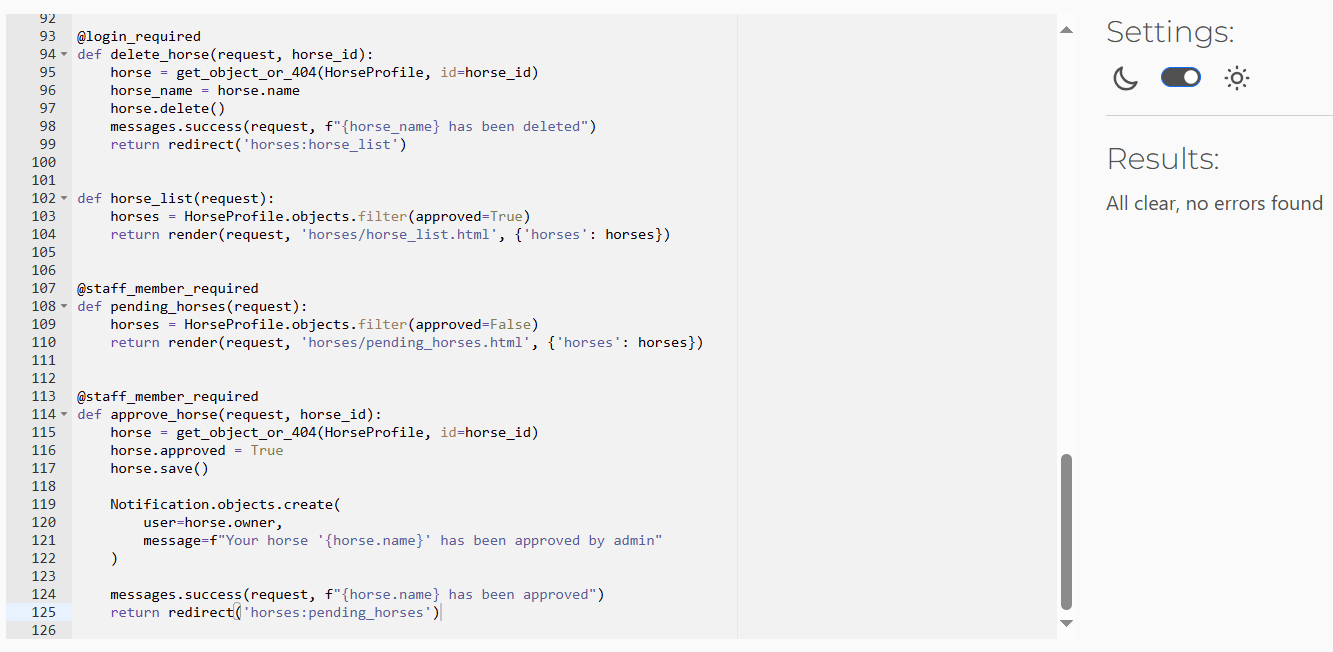 92
93 @login_required
94 def delete_horse(request, horse_id):
95     horse = get_object_or_404(HorseProfile, id=horse_id)
96     horse_name = horse.name
97     horse.delete()
98     messages.success(request, f"{horse_name} has been deleted")
99     return redirect('horses:horse_list')
100
101
102 def horse_list(request):
103     horses = HorseProfile.objects.filter(approved=True)
104     return render(request, 'horses/horse_list.html', {'horses': horses})
105
106
107 @staff_member_required
108 def pending_horses(request):
109     horses = HorseProfile.objects.filter(approved=False)
110     return render(request, 'horses/pending_horses.html', {'horses': horses})
111
112
113 @staff_member_required
114 def approve_horse(request, horse_id):
115     horse = get_object_or_404(HorseProfile, id=horse_id)
116     horse.approved = True
117     horse.save()
118
119     Notification.objects.create(
120         user=horse.owner,
121         message=f"Your horse '{horse.name}' has been approved by admin"
122     )
123
124     messages.success(request, f"{horse.name} has been approved")
125     return redirect('horses:pending_horses')
126
Settings:
Results:
All clear, no errors found